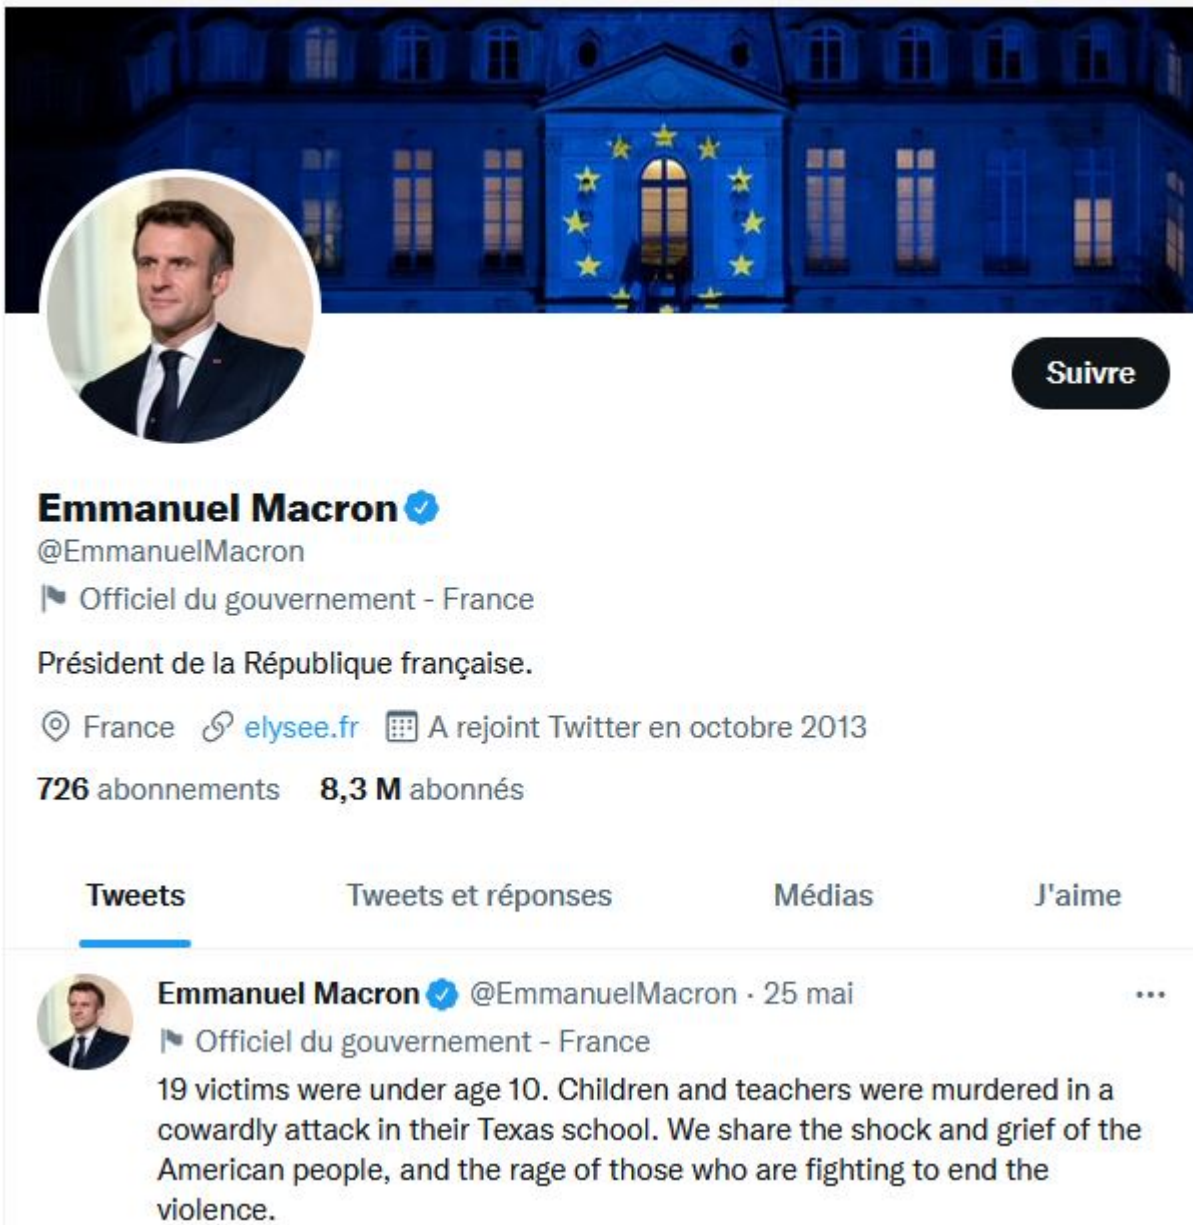 Suivre
Emmanuel Macron
@EmmanuelMacron
Officiel du gouvernement - France
Président de la République française.
France elysee.fr A rejoint Twitter en octobre 2013
726 abonnements 8,3 M abonnés
Tweets Tweets et réponses Médias J'aime
Emmanuel Macron @EmmanuelMacron · 25 mai
Officiel du gouvernement - France
19 victims were under age 10. Children and teachers were murdered in a
cowardly attack in their Texas school. We share the shock and grief of the
American people, and the rage of those who are fighting to end the
violence.